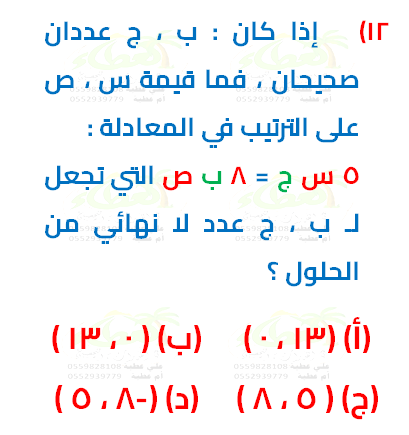 ١٢) إذا كان : ب ، ج عددان
صحيحان ، فما قيمة س ، ص
على الترتيب في المعادلة :
٥ س ج = ٨ ب ص التي تجعل
لـ ب ، ج عدد لا نهائي من
الحلول ؟
(أ) (١٣ ، ٠) (ب) (٠ ، ١٣)
(ج) (٥ ، ٨) (د) (-٨ ، ٥)